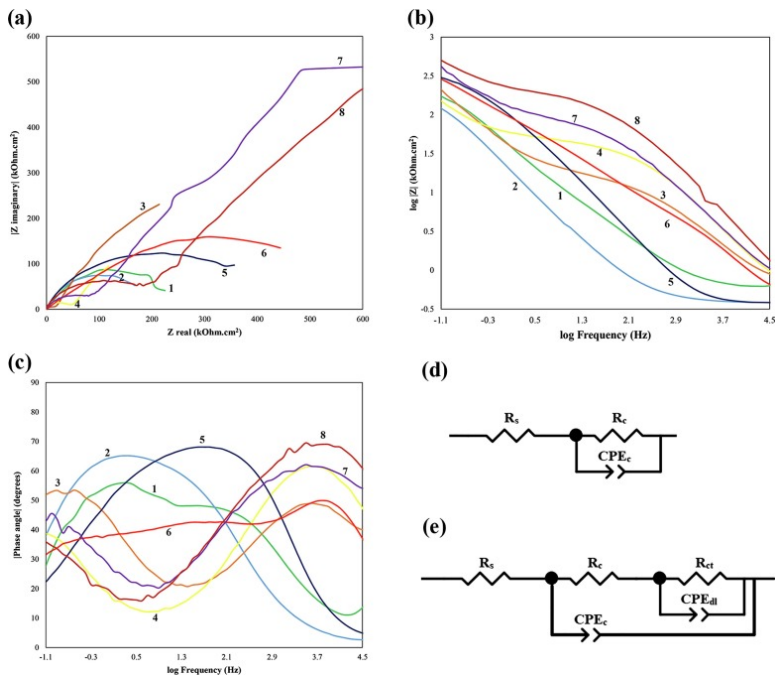 (a)
600
500
400
300
200
100
0
|Z imaginary| (kOhm.cm²)
0 100 200 300 400 500 600
Z real (kOhm.cm²)
7
8
3
6
5
2
1
4
(b)
3
2.5
2
1.5
1
0.5
0
-0.5
log |Z| (kOhm.cm²)
-1.1 -0.3 0.5 1.3 2.1 2.9 3.7 4.5
log Frequency (Hz)
8
7
4
3
2
1
6
5
(c)
90
80
70
60
50
40
30
20
10
0
|Phase angle| (degrees)
-1.1 -0.3 0.5 1.3 2.1 2.9 3.7 4.5
log Frequency (Hz)
2
5
8
3
1
7
6
4
(d)
Rs
Rc
CPEc
(e)
Rs
Rc
Rct
CPEdl
CPEc